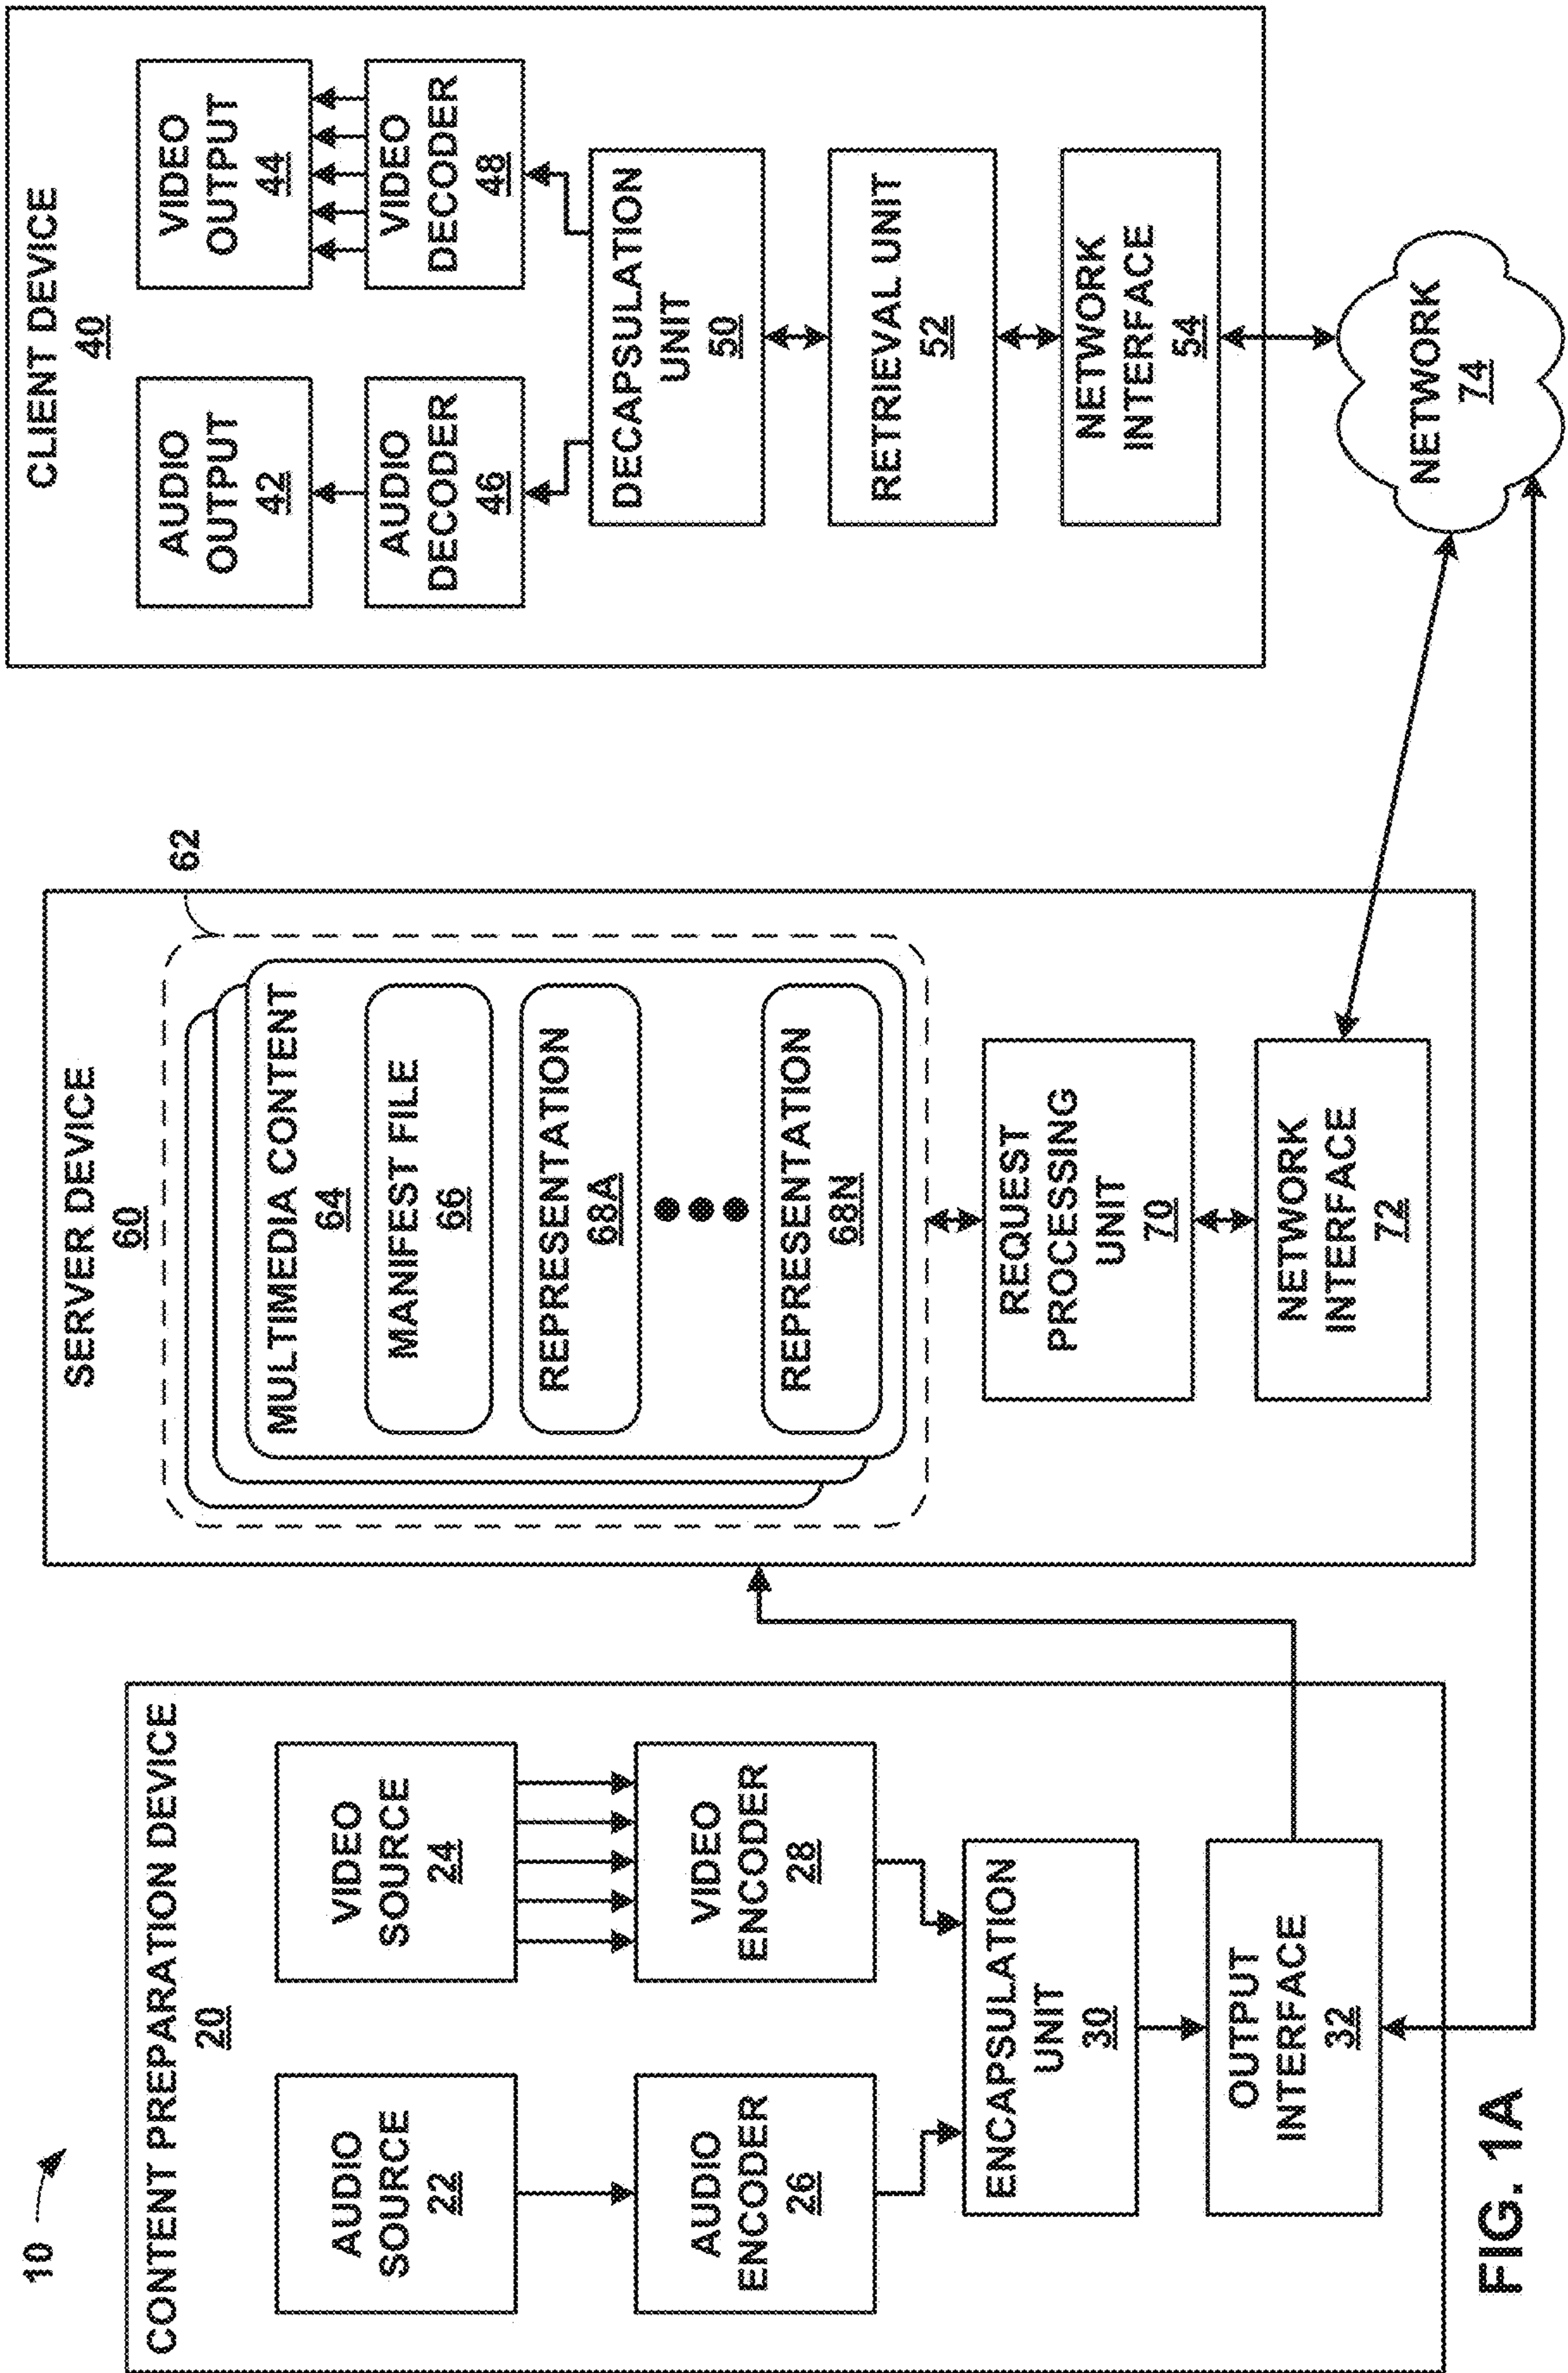 10
CONTENT PREPARATION DEVICE
20
AUDIO
SOURCE
22
VIDEO
SOURCE
24
AUDIO
ENCODER
26
VIDEO
ENCODER
28
ENCAPSULATION
UNIT
30
OUTPUT
INTERFACE
32
SERVER DEVICE
60
62
MULTIMEDIA CONTENT
64
MANIFEST FILE
66
REPRESENTATION
68A
REPRESENTATION
68N
REQUEST
PROCESSING
UNIT
70
NETWORK
INTERFACE
72
CLIENT DEVICE
40
AUDIO
OUTPUT
42
VIDEO
OUTPUT
44
AUDIO
DECODER
46
VIDEO
DECODER
48
DECAPSULATION
UNIT
50
RETRIEVAL UNIT
52
NETWORK
INTERFACE
54
NETWORK
74
FIG. 1A